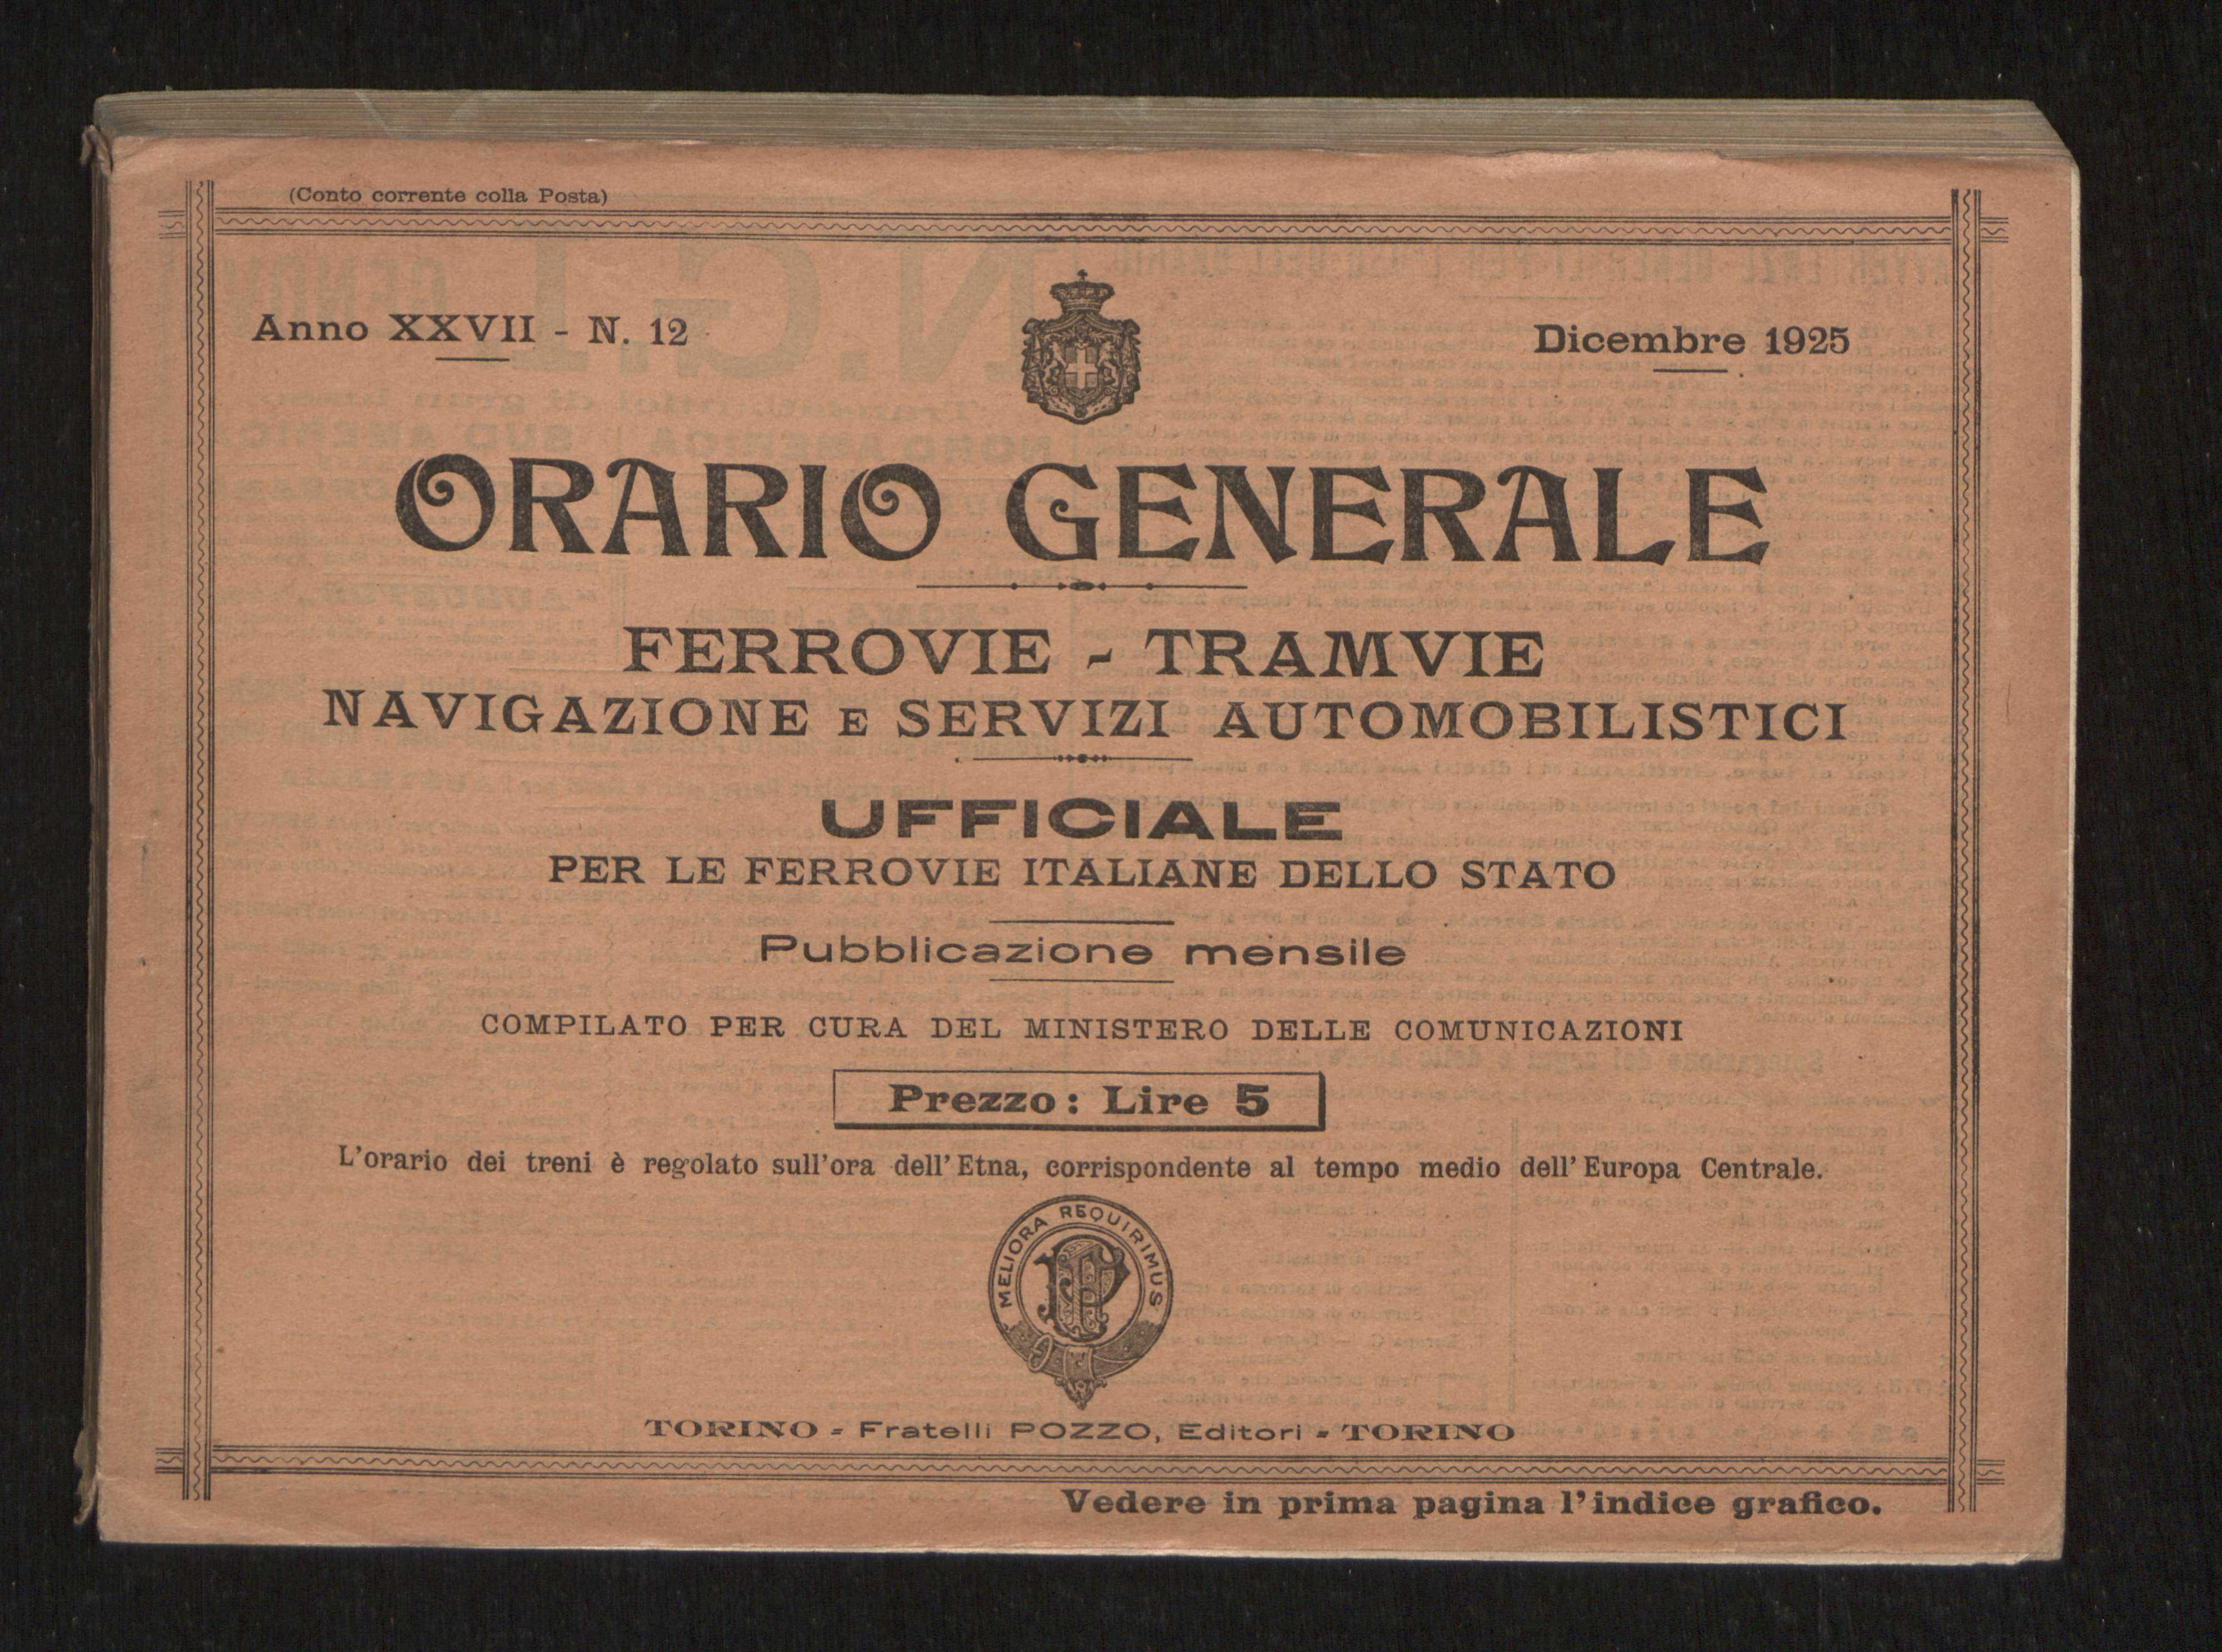 (Conto corrente colla Posta)
Anno XXVII - N. 12
Dicembre 1925
ORARIO GENERALE
FERROVIE - TRAMVIE
NAVIGAZIONE E SERVIZI AUTOMOBILISTICI
UFFICIALE
PER LE FERROVIE ITALIANE DELLO STATO
Pubblicazione mensile
COMPILATO PER CURA DEL MINISTERO DELLE COMUNICAZIONI
Prezzo: Lire 5
L'orario dei treni è regolato sull'ora dell'Etna, corrispondente al tempo medio dell'Europa Centrale.
MELIORA REQUIRIMUS
TORINO - Fratelli POZZO, Editori - TORINO
Vedere in prima pagina l'indice grafico.